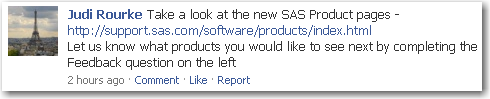 Judi Rourke Take a look at the new SAS Product pages -
http://support.sas.com/software/products/index.html
Let us know what products you would like to see next by completing the
Feedback question on the left
2 hours ago · Comment · Like · Report